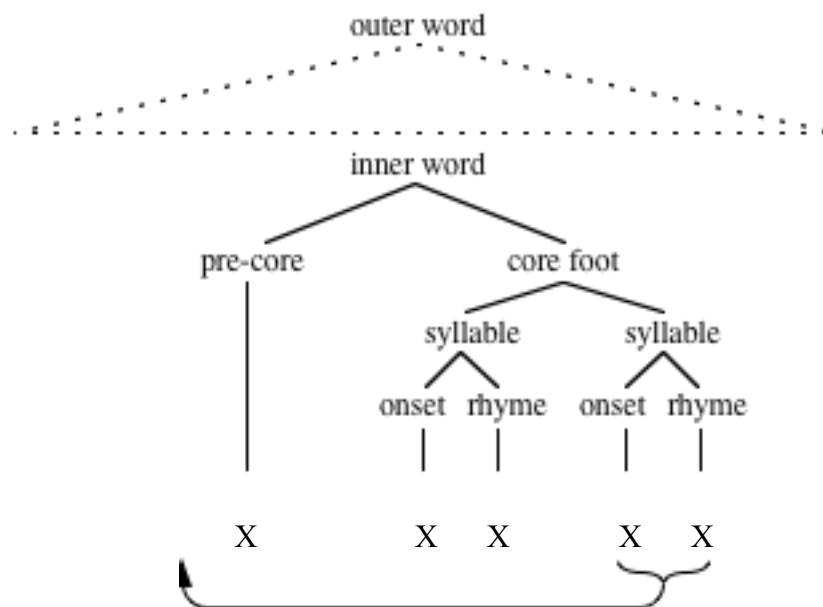 outer word
inner word
pre-core core foot
syllable syllable
onset rhyme onset rhyme
X X X X X